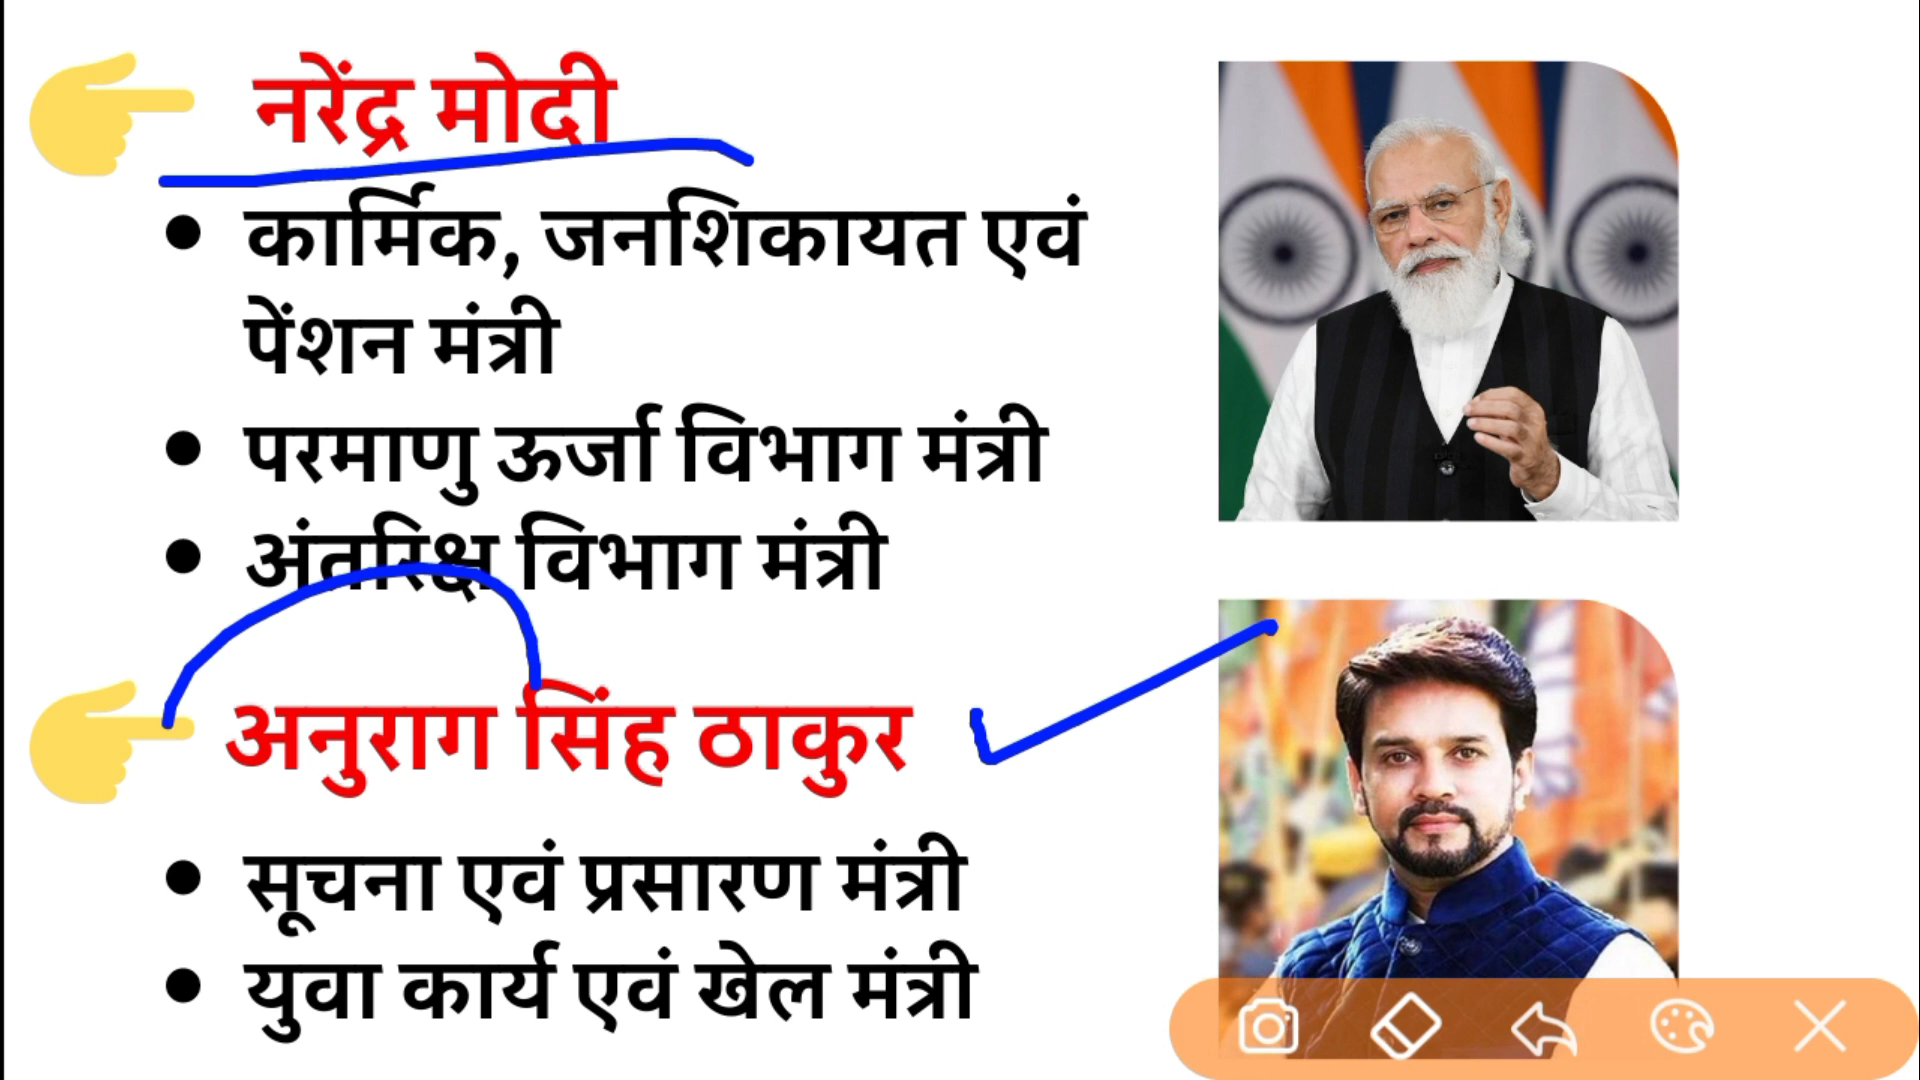 नरेंद्र मोदी
कार्मिक, जनशिकायत एवं
पेंशन मंत्री
परमाणु ऊर्जा विभाग मंत्री
अंतरिक्ष विभाग मंत्री
अनुराग सिंह ठाकुर
सूचना एवं प्रसारण मंत्री
युवा कार्य एवं खेल मंत्री